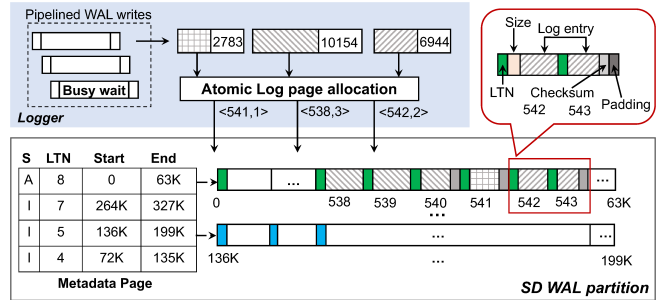 Pipelined WAL writes
Busy wait
Logger
2783
10154
6944
Atomic Log page allocation
<541,1>
<538,3>
<542,2>
Size
Log entry
LTN
Checksum
542
543
Padding
S LTN Start End
A 8 0 63K
I 7 264K 327K
I 5 136K 199K
I 4 72K 135K
Metadata Page
...
...
0
538
539
540
541
542
543
63K
...
...
...
136K
...
199K
SD WAL partition